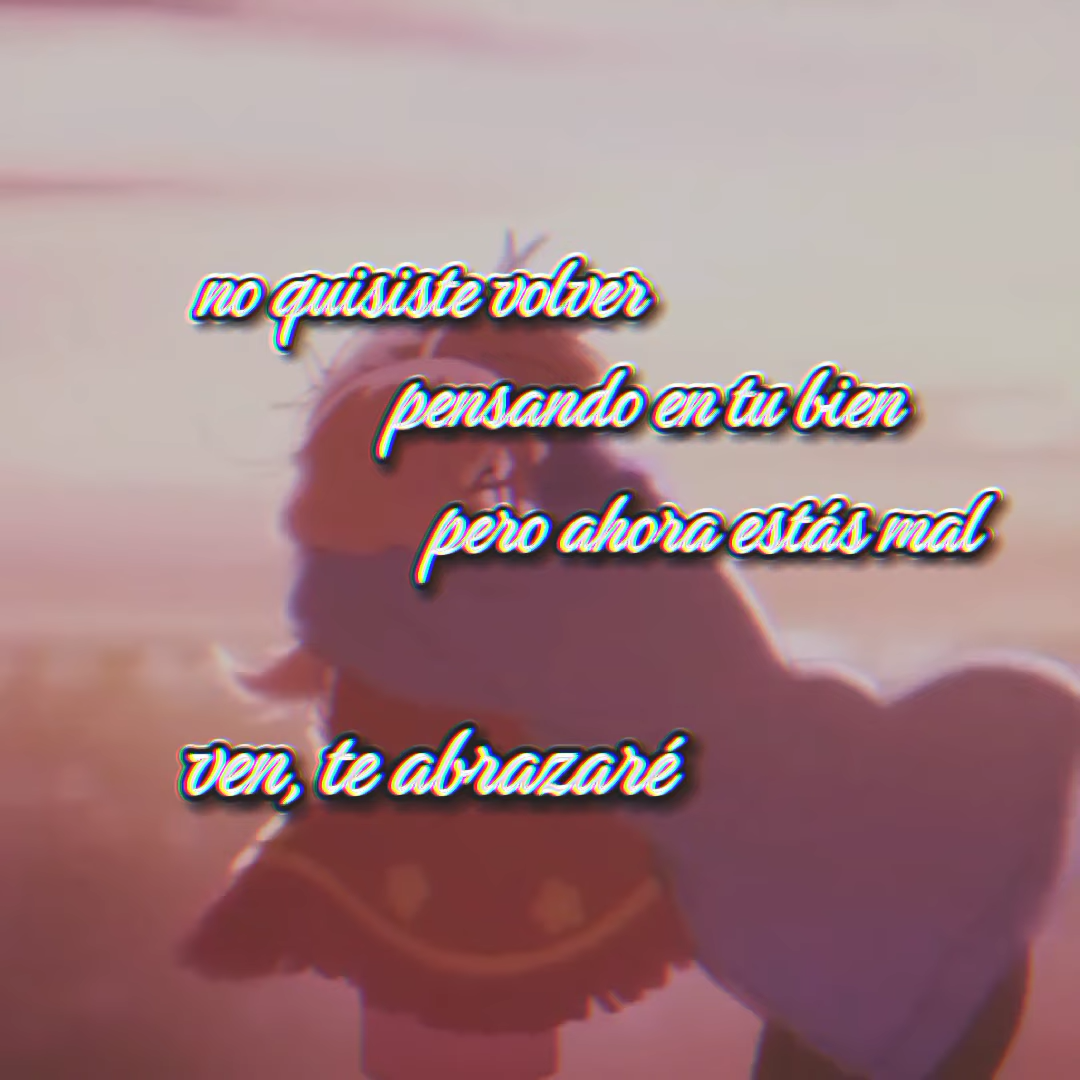 no quisiste volver
pensando en tu bien
pero ahora estás mal
ven, te abrazaré